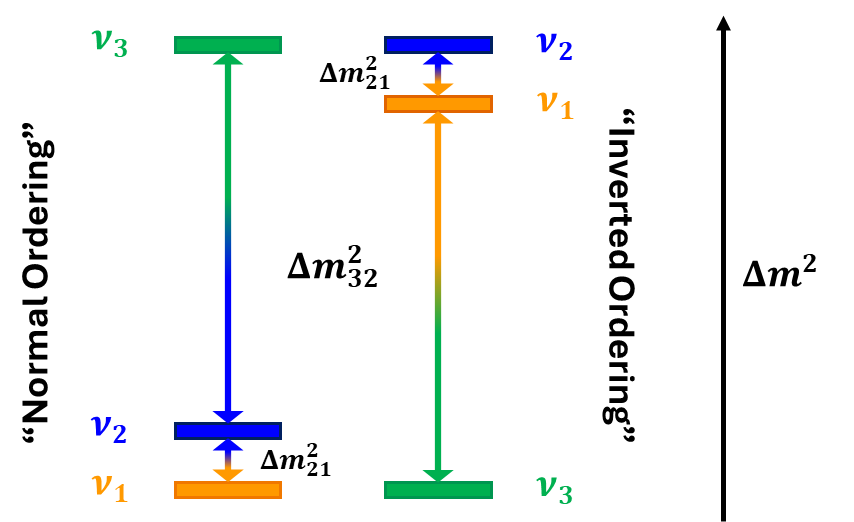 ν₃
ν₂
Δm²₂₁
ν₁
“Normal Ordering”
Δm²₃₂
“Inverted Ordering”
Δm²
ν₂
Δm²₂₁
ν₁
ν₃